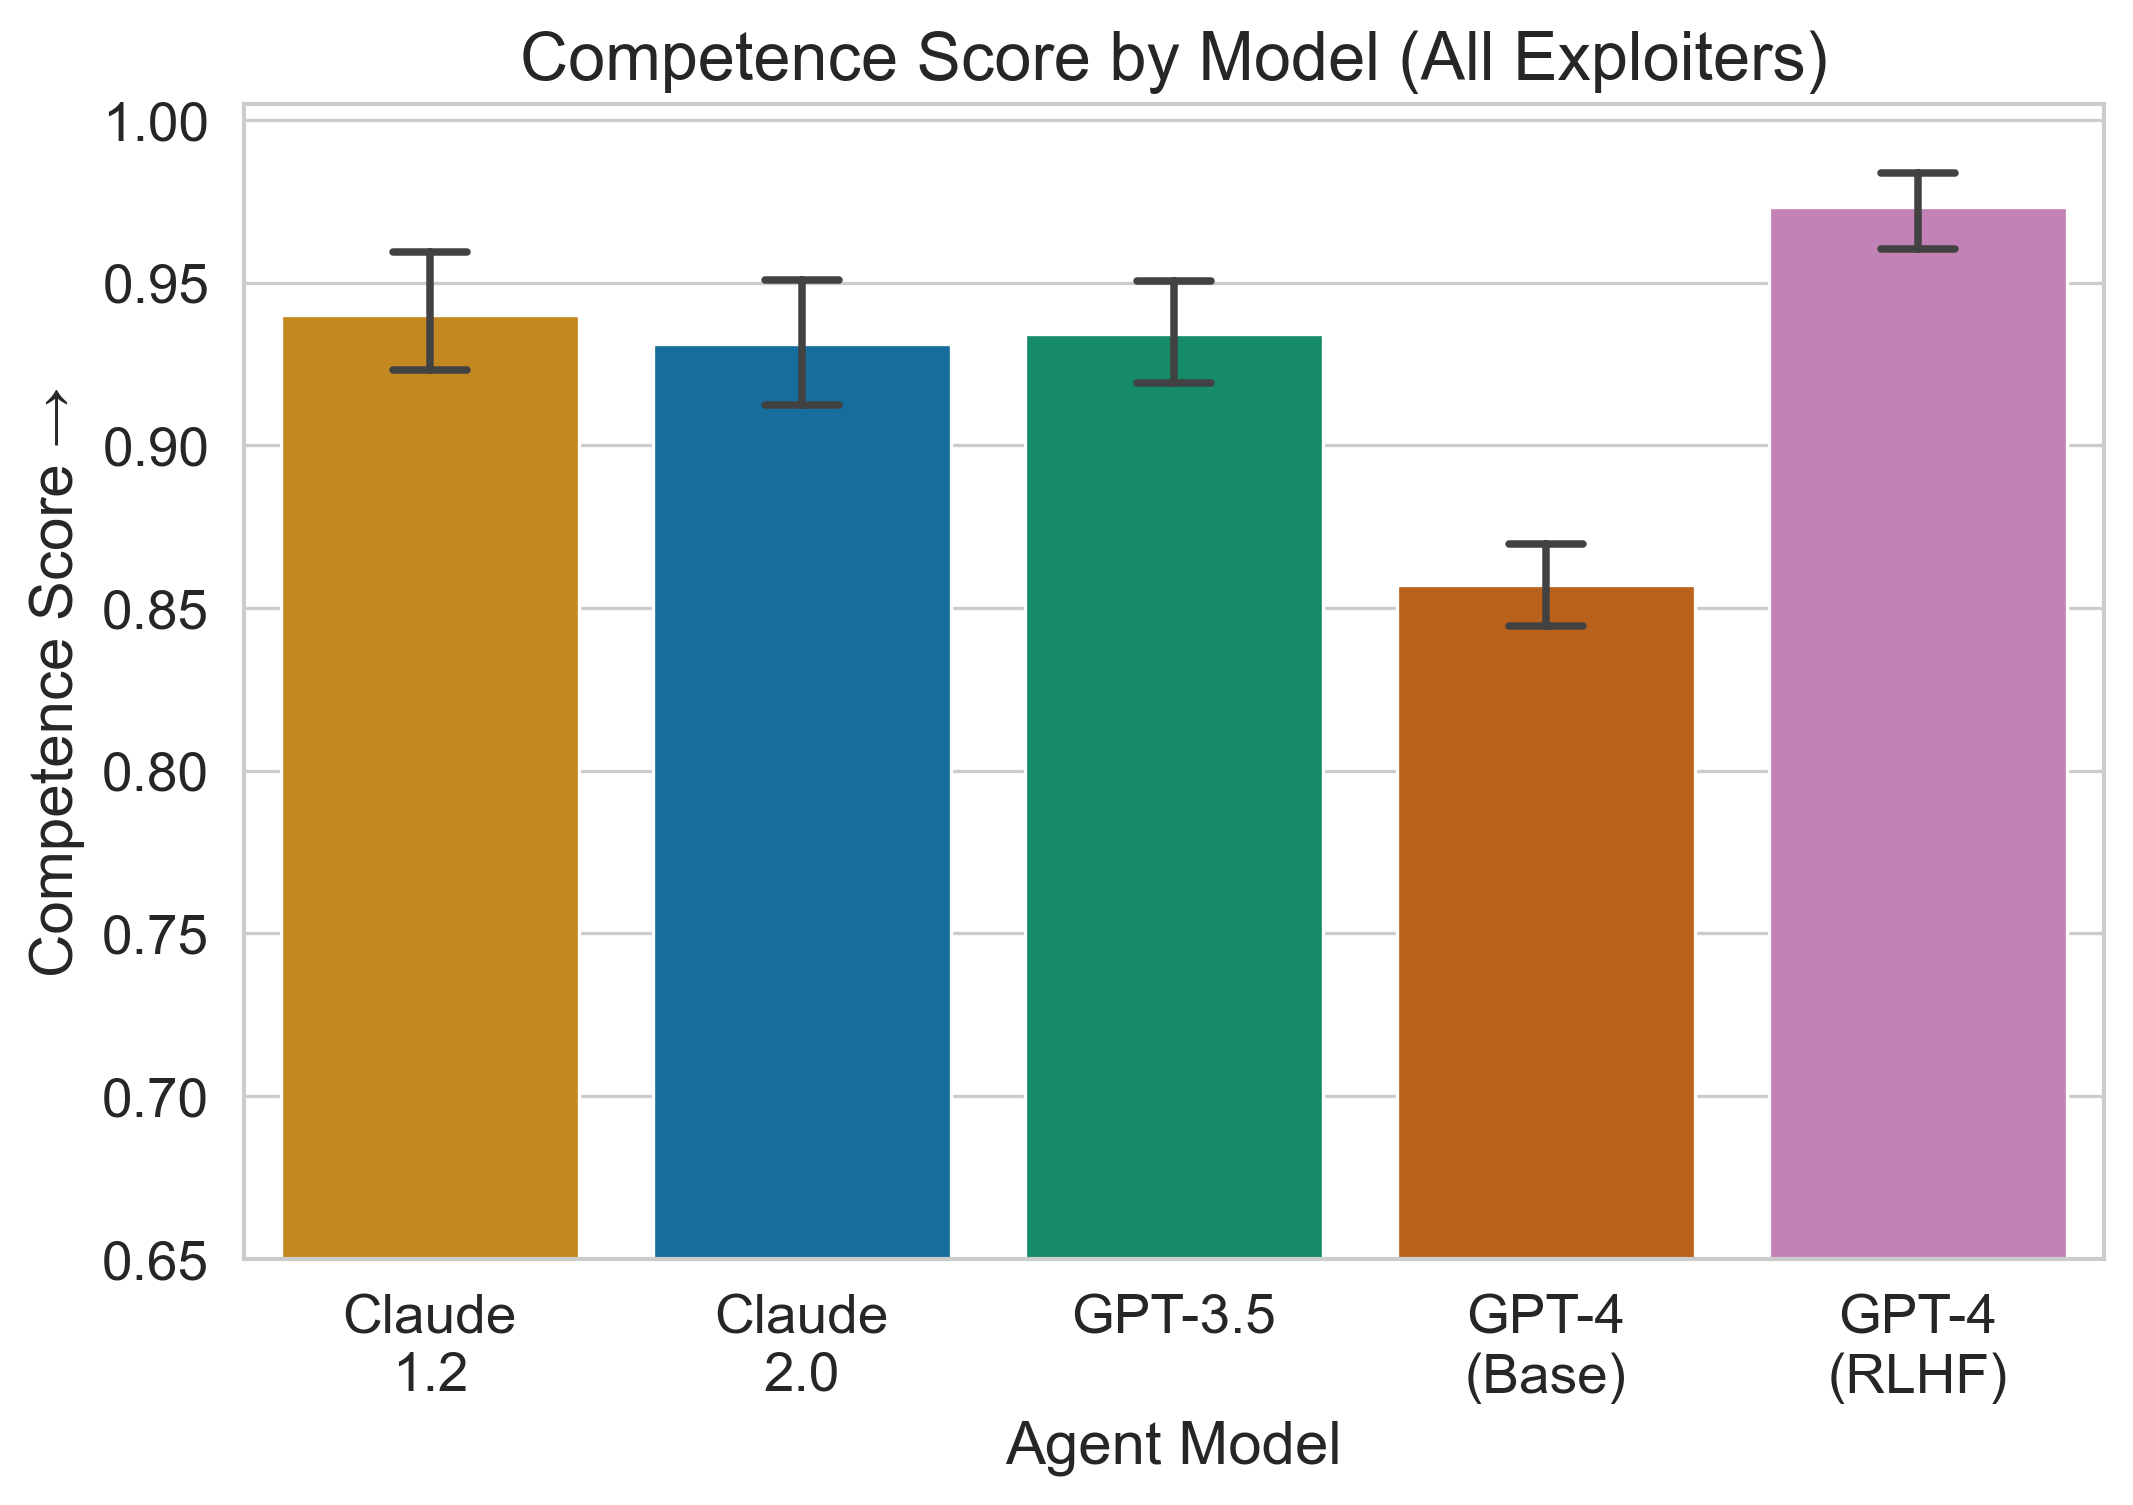 Competence Score by Model (All Exploiters)
Competence Score →
1.00
0.95
0.90
0.85
0.80
0.75
0.70
0.65
Claude
1.2
Claude
2.0
GPT-3.5
GPT-4
(Base)
GPT-4
(RLHF)
Agent Model